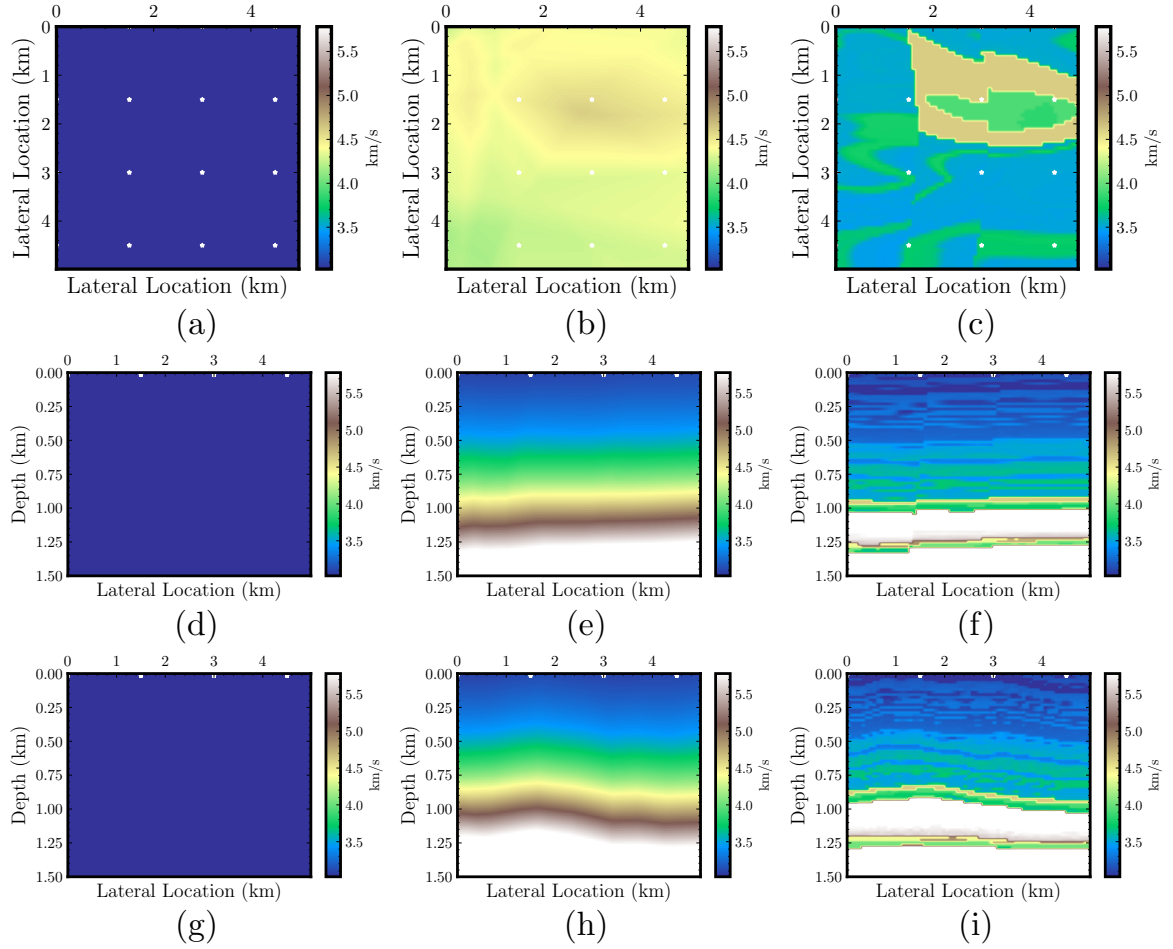 0 2 4
0
1
2
3
4
Lateral Location (km)
Lateral Location (km)
5.5
5.0
4.5
4.0
3.5
km/s
(a)
0 2 4
0
1
2
3
4
Lateral Location (km)
Lateral Location (km)
5.5
5.0
4.5
4.0
3.5
km/s
(b)
0 2 4
0
1
2
3
4
Lateral Location (km)
Lateral Location (km)
5.5
5.0
4.5
4.0
3.5
km/s
(c)
0 1 2 3 4
0.00
0.25
0.50
0.75
1.00
1.25
1.50
Depth (km)
Lateral Location (km)
5.5
5.0
4.5
4.0
3.5
km/s
(d)
0 1 2 3 4
0.00
0.25
0.50
0.75
1.00
1.25
1.50
Depth (km)
Lateral Location (km)
5.5
5.0
4.5
4.0
3.5
km/s
(e)
0 1 2 3 4
0.00
0.25
0.50
0.75
1.00
1.25
1.50
Depth (km)
Lateral Location (km)
5.5
5.0
4.5
4.0
3.5
km/s
(f)
0 1 2 3 4
0.00
0.25
0.50
0.75
1.00
1.25
1.50
Depth (km)
Lateral Location (km)
5.5
5.0
4.5
4.0
3.5
km/s
(g)
0 1 2 3 4
0.00
0.25
0.50
0.75
1.00
1.25
1.50
Depth (km)
Lateral Location (km)
5.5
5.0
4.5
4.0
3.5
km/s
(h)
0 1 2 3 4
0.00
0.25
0.50
0.75
1.00
1.25
1.50
Depth (km)
Lateral Location (km)
5.5
5.0
4.5
4.0
3.5
km/s
(i)